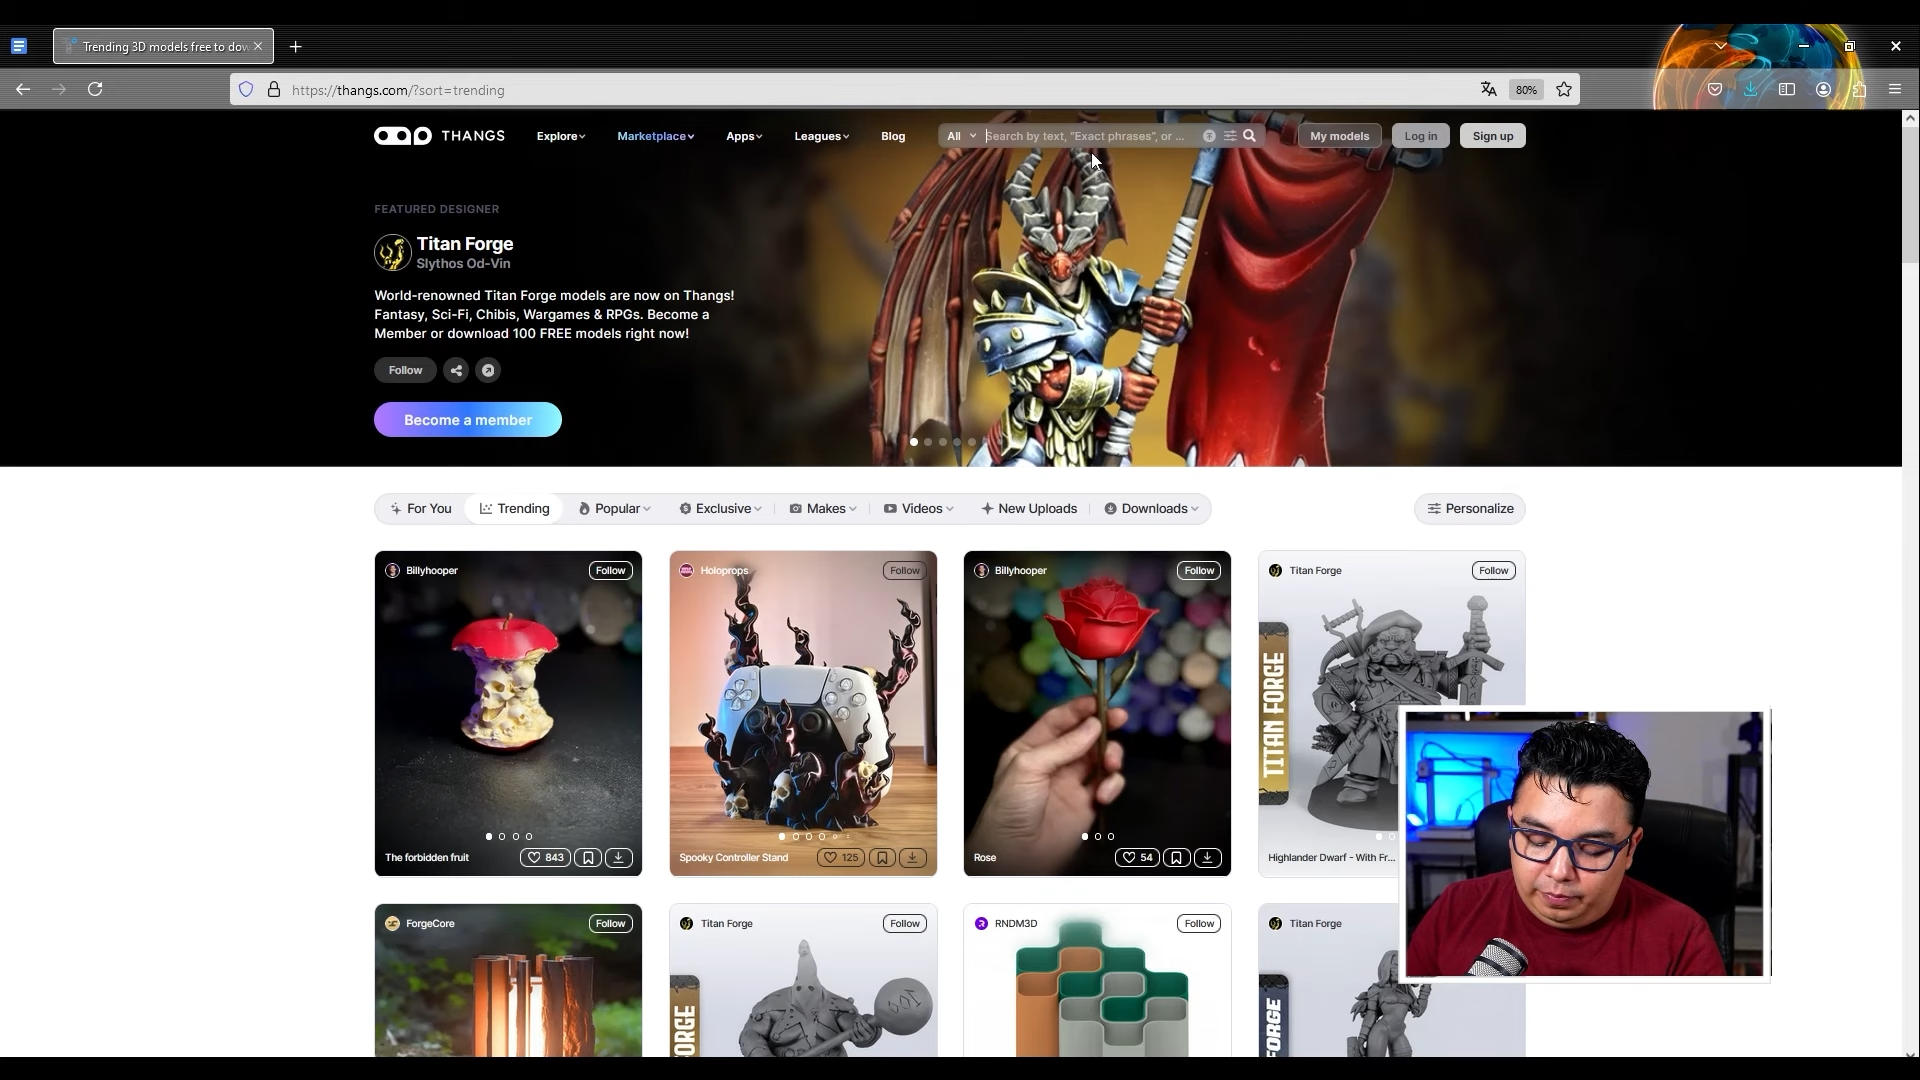 Trending 3D models free to dow
https://thangs.com/?sort=trending
80%
THANGS
Explore
Marketplace
Apps
Leagues
Blog
All
Search by text, "Exact phrases", or ...
My models
Log in
Sign up
FEATURED DESIGNER
Titan Forge
Slythos Od-Vin
World-renowned Titan Forge models are now on Thangs!
Fantasy, Sci-Fi, Chibis, Wargames & RPGs. Become a
Member or download 100 FREE models right now!
Follow
Become a member
For You
Trending
Popular
Exclusive
Makes
Videos
New Uploads
Downloads
Personalize
Billyhooper
Follow
Holoprops
Follow
Billyhooper
Follow
Titan Forge
Follow
TITAN FORGE
The forbidden fruit
843
Spooky Controller Stand
125
Rose
54
Highlander Dwarf - With Fr...
ForgeCore
Follow
Titan Forge
Follow
RNDM3D
Follow
Titan Forge
Follow
FORGE
FORGE